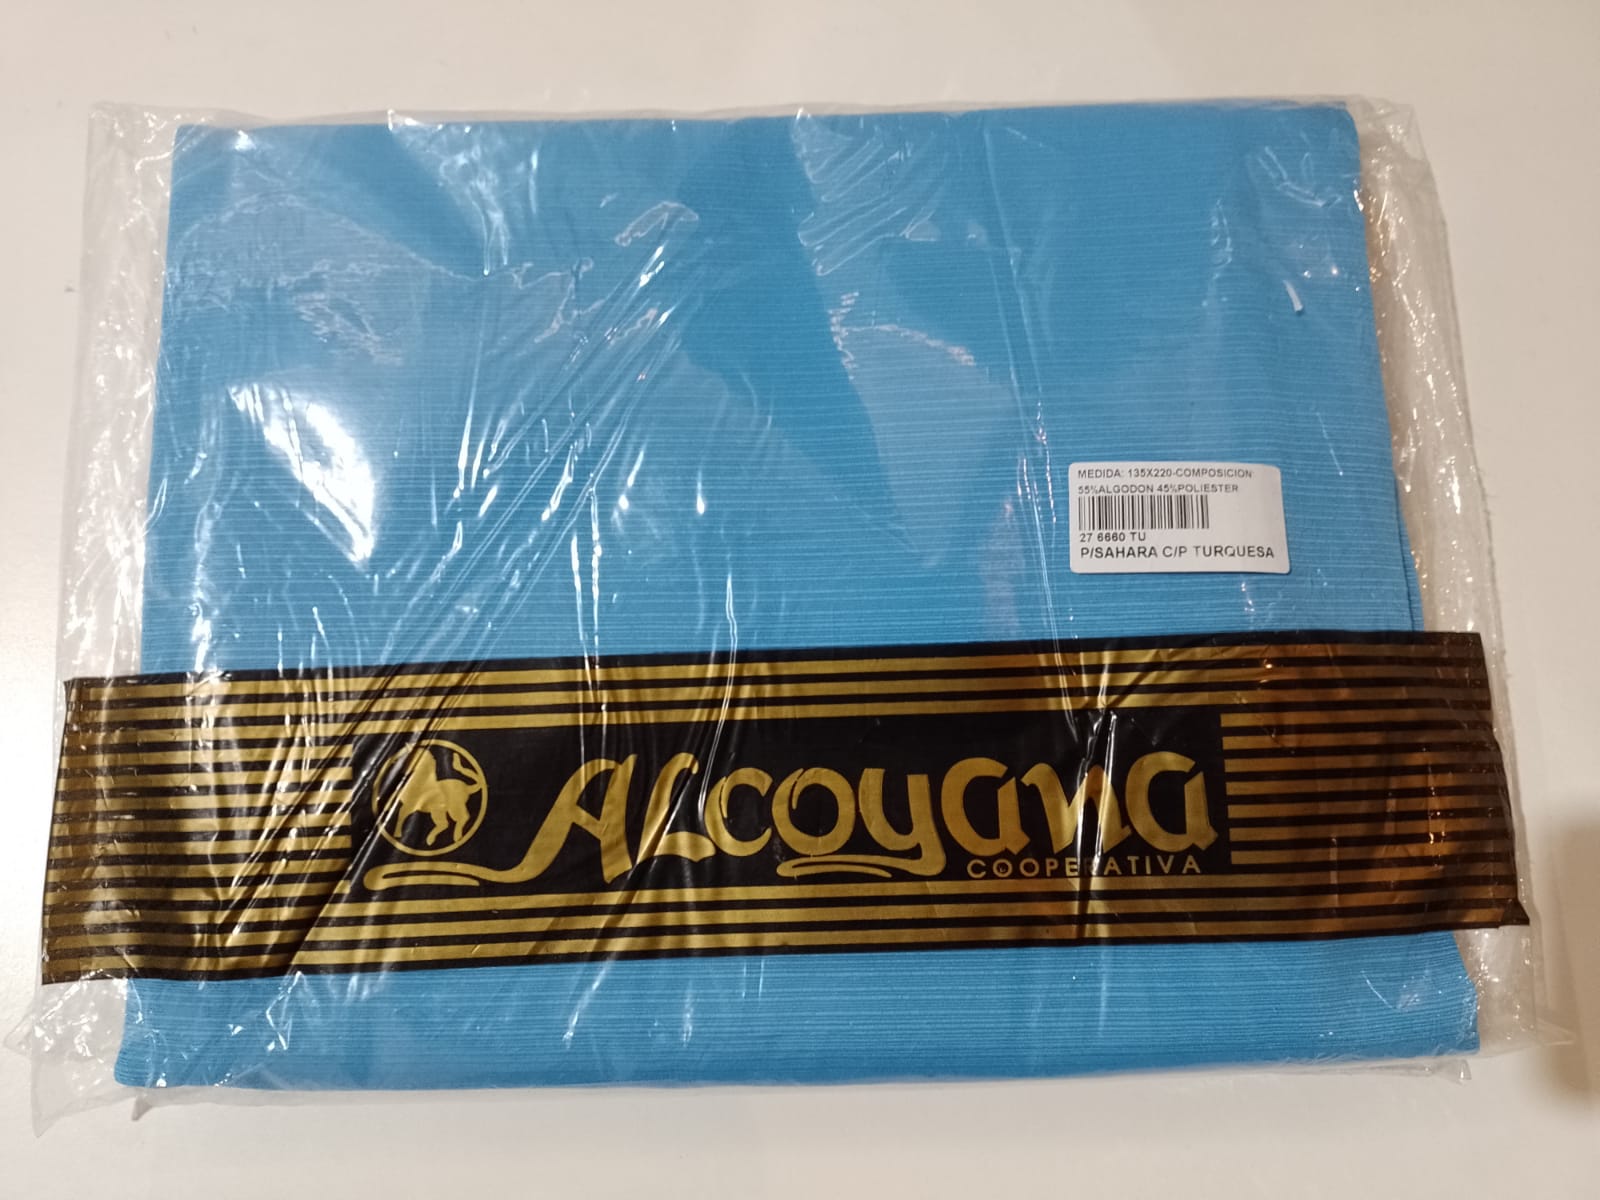 MEDIDA: 135X220-COMPOSICION
55%ALGODON 45%POLIESTER
27 6660 TU
P/SAHARA C/P TURQUESA
ALCOYANA
COOPERATIVA